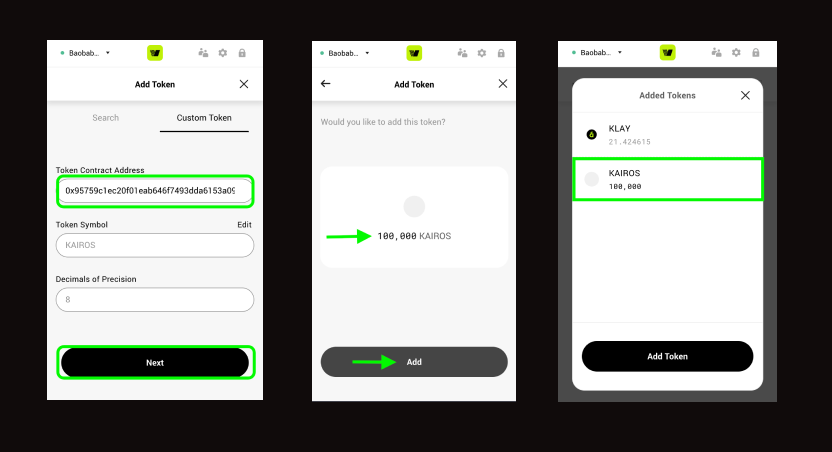 Baobab...
Add Token
Search
Custom Token
Token Contract Address
0x95759c1ec20f01eab646f7493dda6153a09
Token Symbol
Edit
KAIROS
Decimals of Precision
8
Next
Baobab...
Add Token
Would you like to add this token?
100,000 KAIROS
Add
Baobab...
Added Tokens
KLAY
21.424615
KAIROS
100,000
Add Token